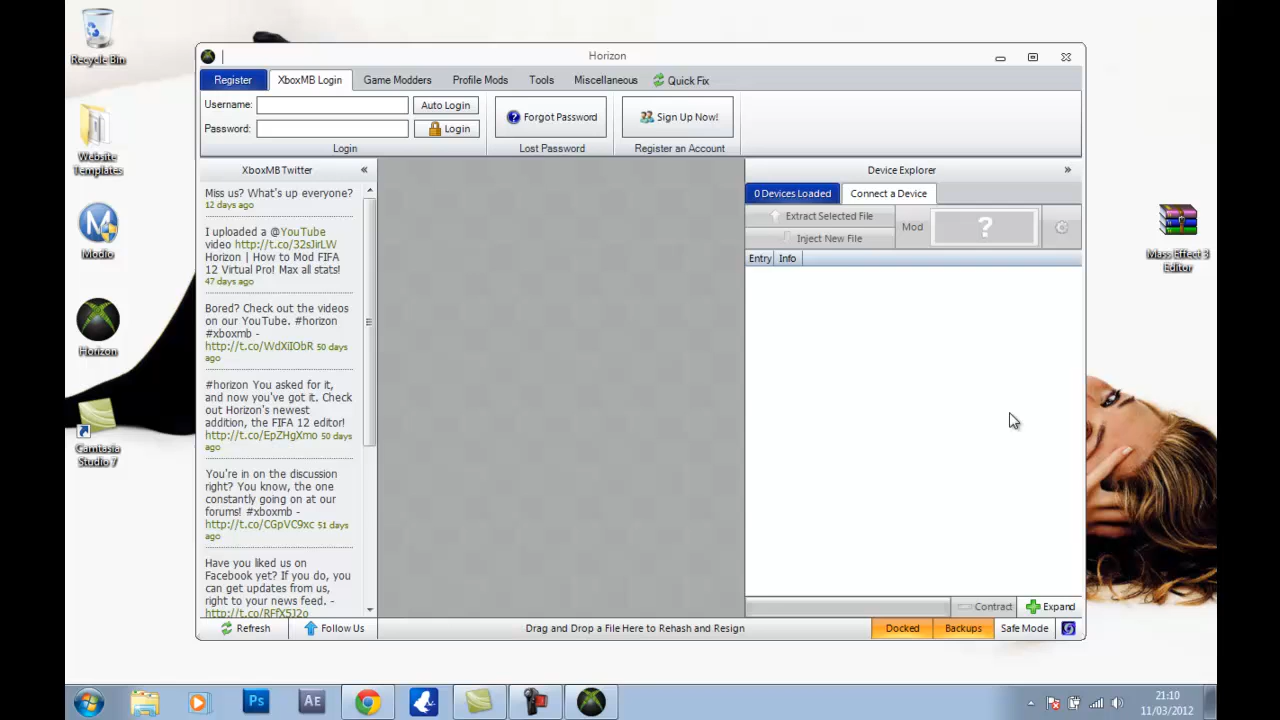 Recycle Bin
Website
Templates
Modio
Horizon
Camtasia
Studio 7
Mass Effect 3
Editor
Horizon
Register
XboxMB Login
Game Modders
Profile Mods
Tools
Miscellaneous
Quick Fix
Username:
Auto Login
Password:
Login
Login
Forgot Password
Lost Password
Sign Up Now!
Register an Account
XboxMB Twitter «
Miss us? What's up everyone?
12 days ago
I uploaded a @YouTube
video http://t.co/32sJirLW
Horizon | How to Mod FIFA
12 Virtual Pro! Max all stats!
47 days ago
Bored? Check out the videos
on our YouTube. #horizon
#xboxmb -
http://t.co/WdXiIObR 50 days
ago
#horizon You asked for it,
and now you've got it. Check
out Horizon's newest
addition, the FIFA 12 editor!
http://t.co/EpZHgXmo 50 days
ago
You're in on the discussion
right? You know, the one
constantly going on at our
forums! #xboxmb -
http://t.co/CGpVC9xc 51 days
ago
Have you liked us on
Facebook yet? If you do, you
can get updates from us,
right to your news feed. -
http://t.co/RFfX5J2o
Refresh
Follow Us
Device Explorer »
0 Devices Loaded
Connect a Device
Extract Selected File
Inject New File
Mod
?
Entry
Info
Contract
Expand
Drag and Drop a File Here to Rehash and Resign
Docked
Backups
Safe Mode
Ps
Ae
21:10
11/03/2012